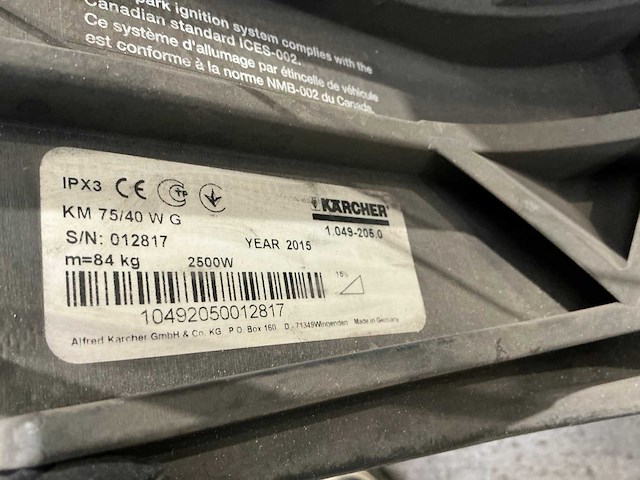 park ignition system complies with the
Canadian standard ICES-002.
Ce système d'allumage par étincelle de véhicule
est conforme à la norme NMB-002 du Canada.
IPX3 CE
KÄRCHER
KM 75/40 W G
1.049-205.0
S/N: 012817 YEAR 2015
m=84 kg 2500W
15%
10492050012817
Alfred Kärcher GmbH & Co. KG P.O. Box 160. D-71349Winnenden Made in Germany